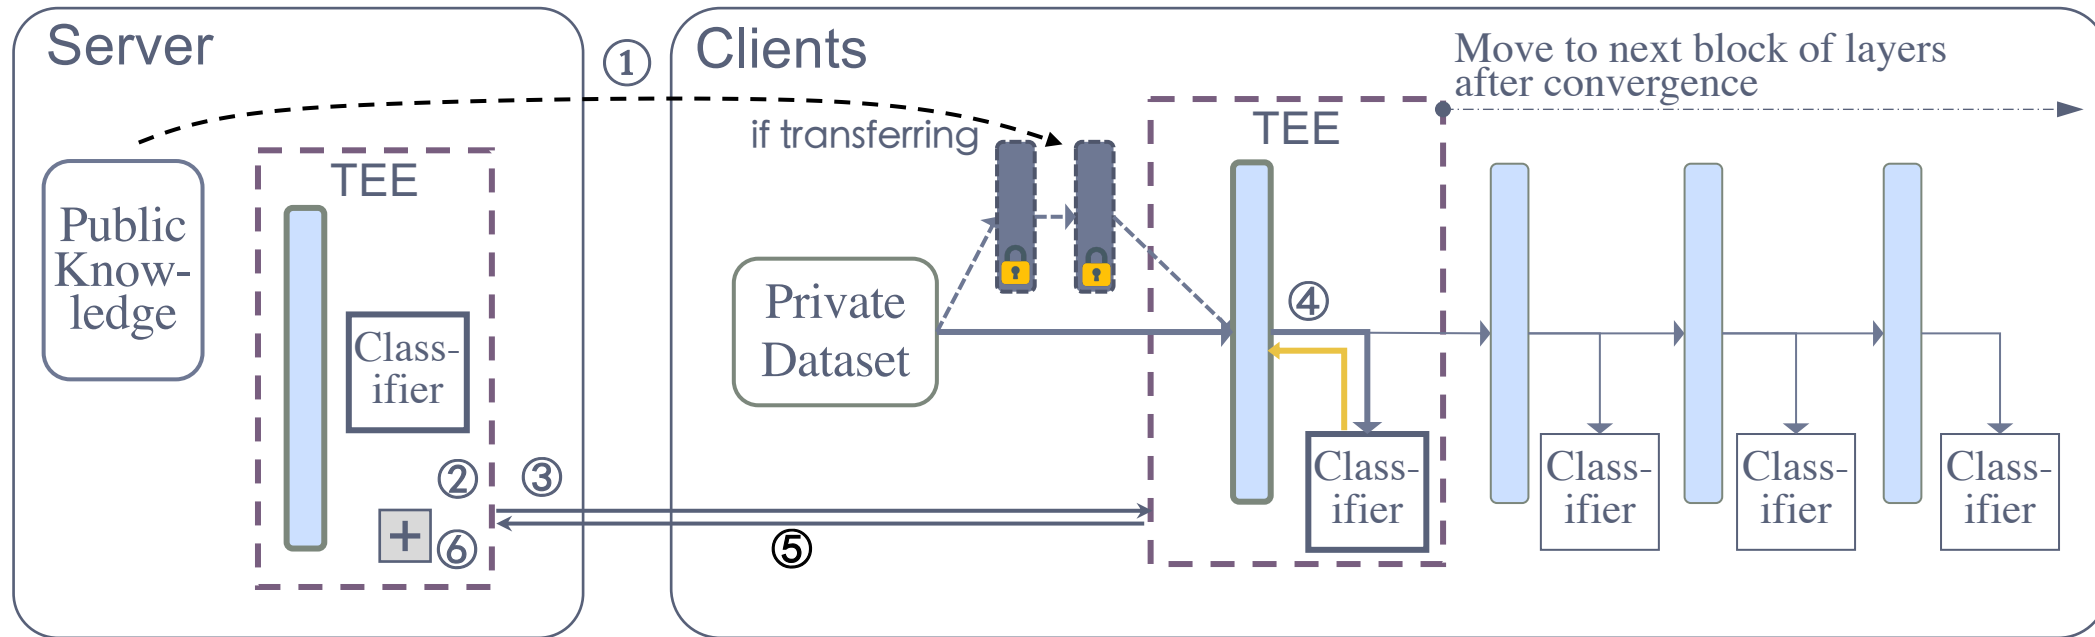 Server
①
Clients
Move to next block of layers
after convergence
if transferring
TEE
TEE
Public
Know-
ledge
Class-
ifier
②
③
+
⑥
⑤
Private
Dataset
④
Class-
ifier
Class-
ifier
Class-
ifier
Class-
ifier